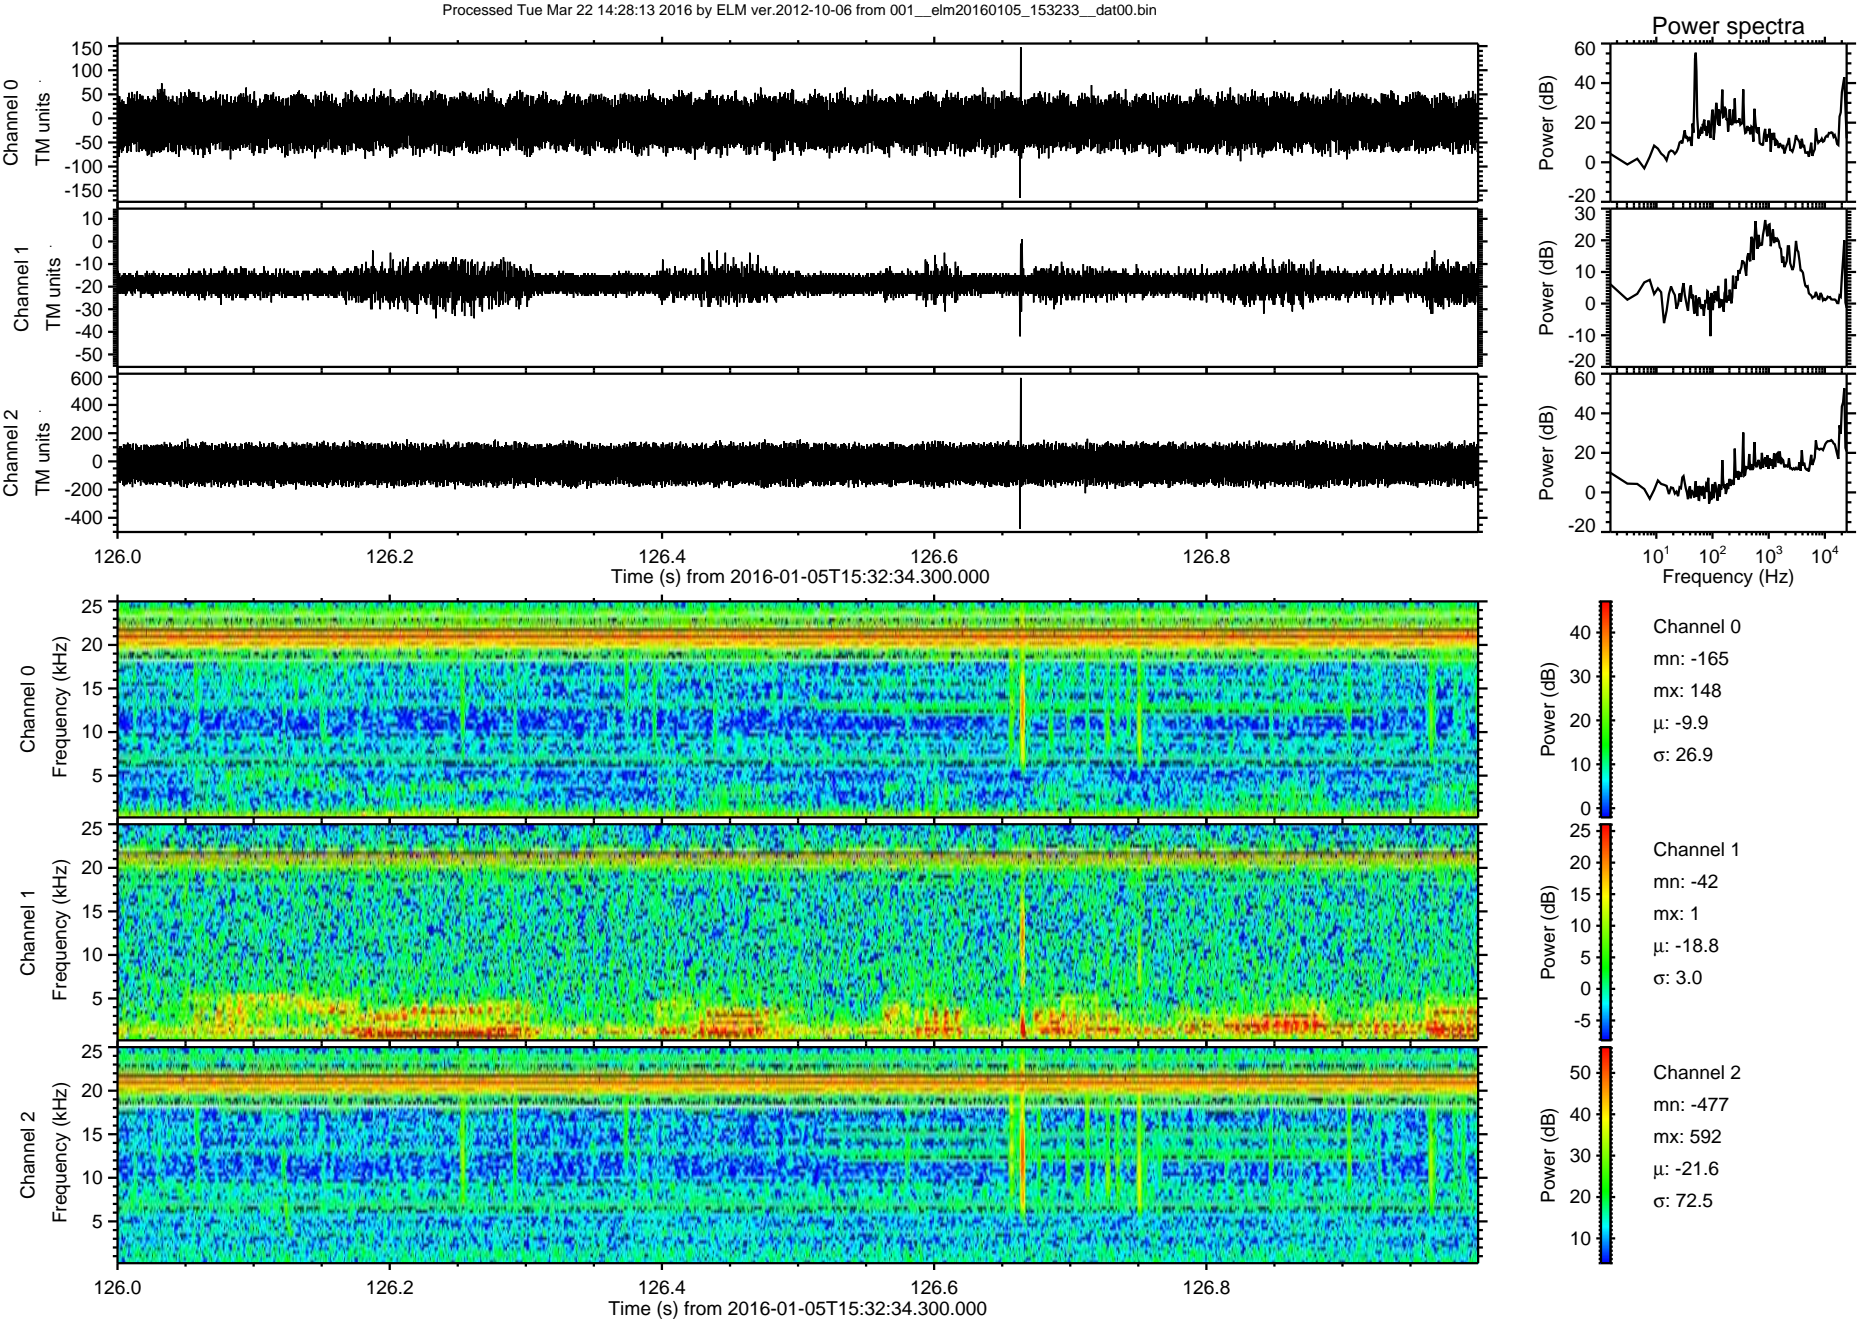 Processed Tue Mar 22 14:28:13 2016 by ELM ver.2012-10-06 from 001__elm20160105_153233__dat00.bin
Power spectra
Channel 0
TM units
150
100
50
0
-50
-100
-150
Power (dB)
60
40
20
0
-20
Channel 1
TM units
10
0
-10
-20
-30
-40
-50
Power (dB)
30
20
10
0
-10
-20
Channel 2
TM units
600
400
200
0
-200
-400
Power (dB)
60
40
20
0
-20
126.0 126.2 126.4 126.6 126.8
Time (s) from 2016-01-05T15:32:34.300.000
10^1 10^2 10^3 10^4
Frequency (Hz)
Channel 0
Frequency (kHz)
25
20
15
10
5
Power (dB)
40
30
20
10
0
Channel 0
mn: -165
mx: 148
μ: -9.9
σ: 26.9
Channel 1
Frequency (kHz)
25
20
15
10
5
Power (dB)
25
20
15
10
5
0
-5
Channel 1
mn: -42
mx: 1
μ: -18.8
σ: 3.0
Channel 2
Frequency (kHz)
25
20
15
10
5
Power (dB)
50
40
30
20
10
Channel 2
mn: -477
mx: 592
μ: -21.6
σ: 72.5
126.0 126.2 126.4 126.6 126.8
Time (s) from 2016-01-05T15:32:34.300.000